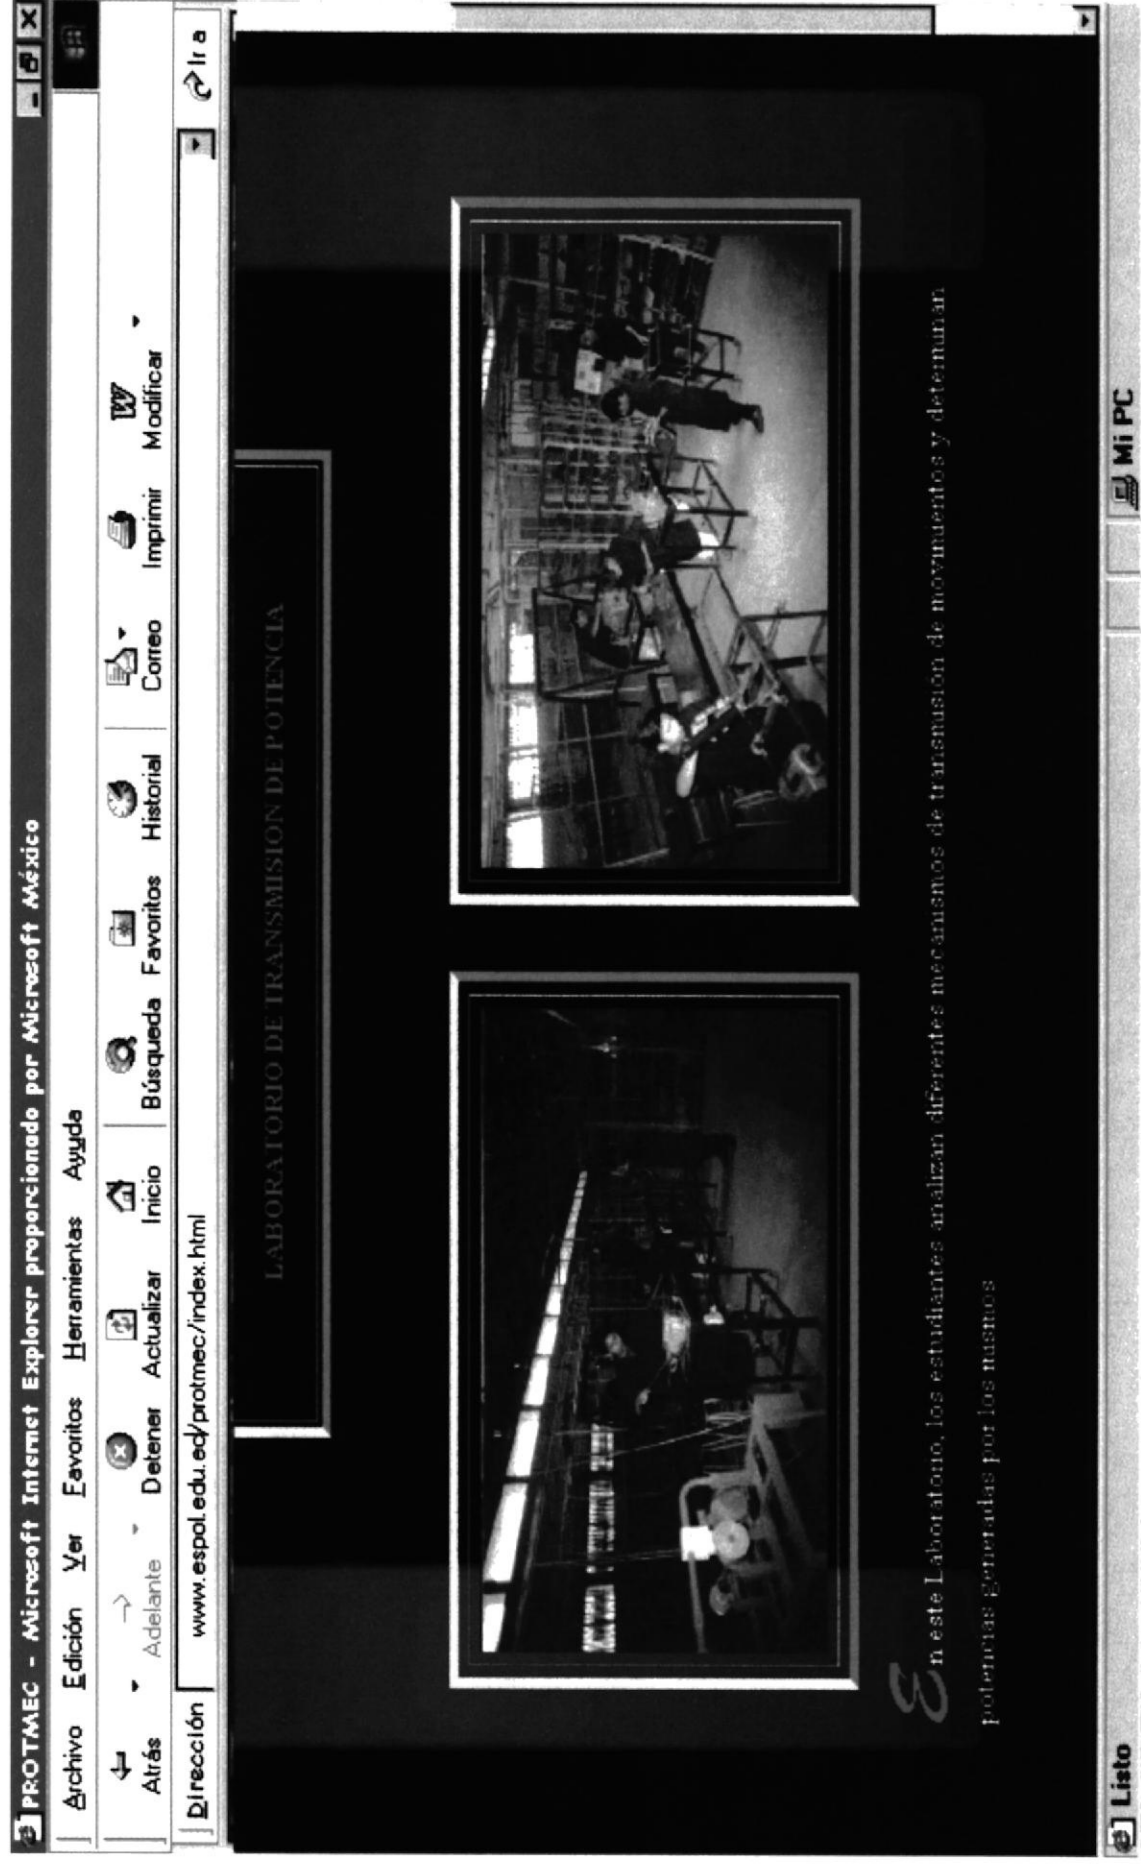 PROTMEC - Microsoft Internet Explorer proporcionado por Microsoft México
Archivo Edición Ver Favoritos Herramientas Ayuda
Atrás Adelante Detener Actualizar Inicio Búsqueda Favoritos Historial Correo Imprimir Modificar
Dirección www.espol.edu.ed/protmec/index.html Ir a
LABORATORIO DE TRANSMISION DE POTENCIA
En este Laboratorio, los estudiantes analizan diferentes mecanismos de transmisión de movimientos y determinan
potencias generadas por los mismos
Listo Mi PC